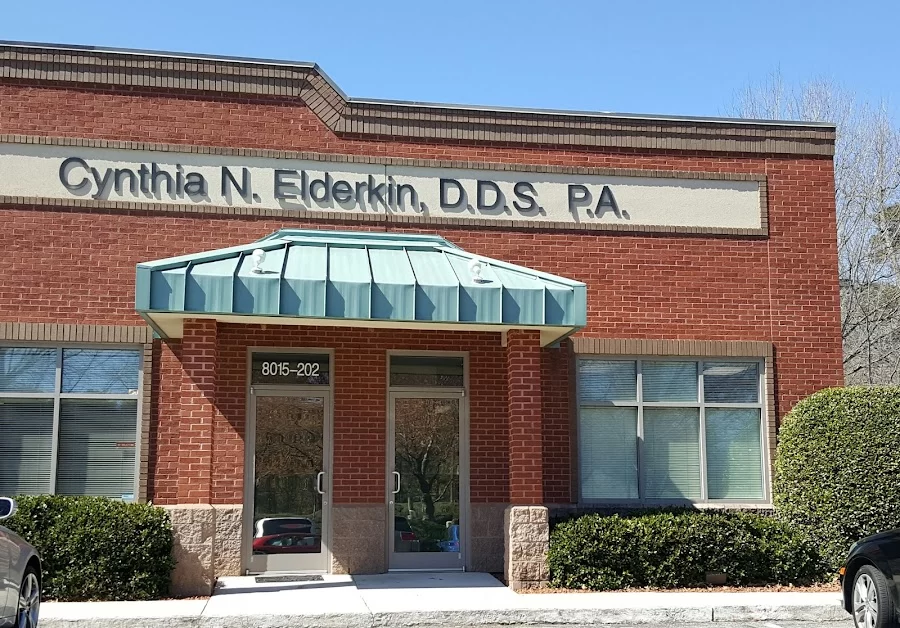 Cynthia N. Elderkin, D.D.S. P.A.
8015-202